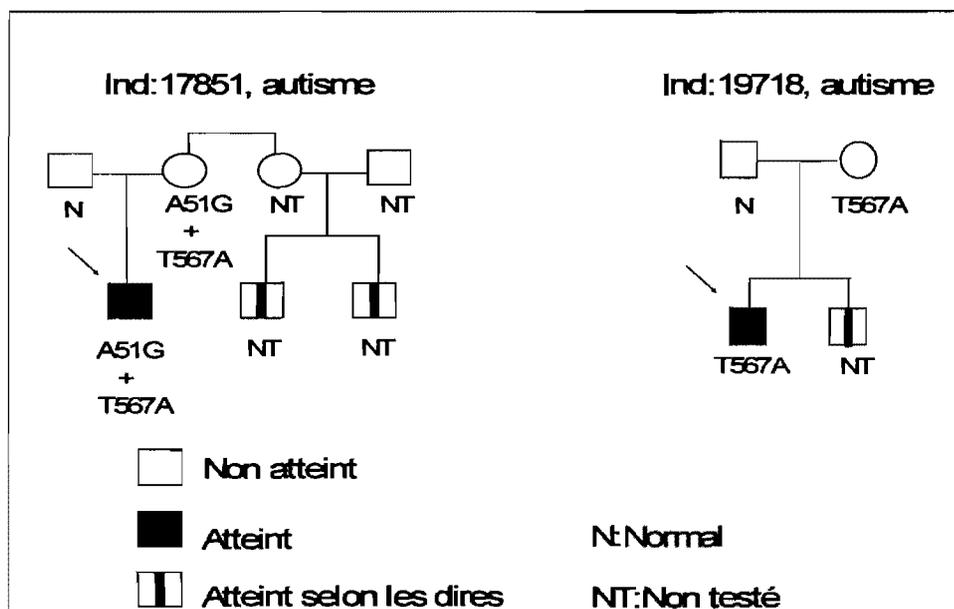 Ind:17851, autisme
Ind:19718, autisme
N
A51G
+
T567A
NT
NT
N
T567A
A51G
+
T567A
NT
NT
T567A
NT
Non atteint
Atteint
N:Normal
Atteint selon les dires
NT:Non testé